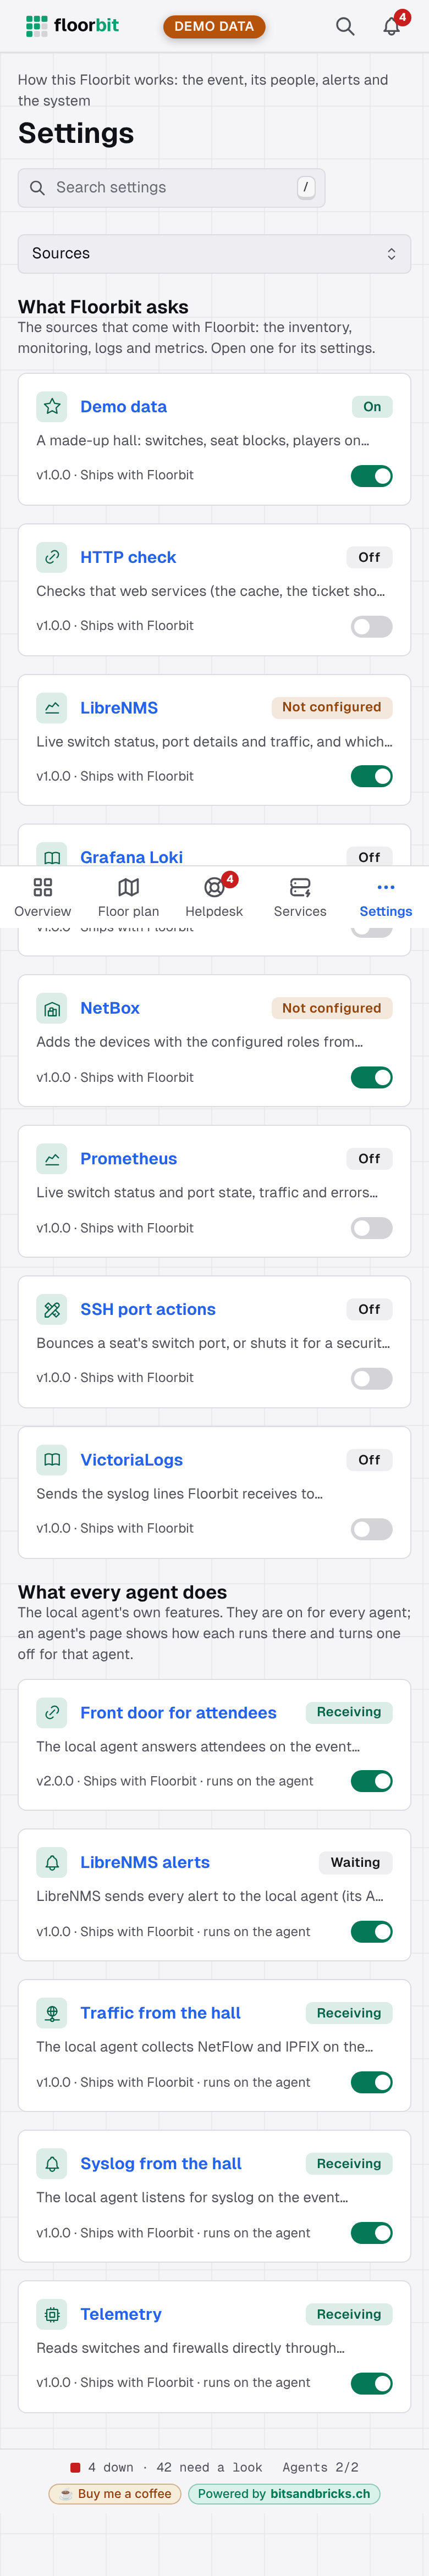 floorbit
DEMO DATA
4
How this Floorbit works: the event, its people, alerts and
the system
Settings
Search settings
/
Sources
What Floorbit asks
The sources that come with Floorbit: the inventory,
monitoring, logs and metrics. Open one for its settings.
Demo data
On
A made-up hall: switches, seat blocks, players on...
v1.0.0 · Ships with Floorbit
HTTP check
Off
Checks that web services (the cache, the ticket sho...
v1.0.0 · Ships with Floorbit
LibreNMS
Not configured
Live switch status, port details and traffic, and which...
v1.0.0 · Ships with Floorbit
Grafana Loki
Off
Overview
Floor plan
4
Helpdesk
Services
Settings
v1.0.0 · Ships with Floorbit
NetBox
Not configured
Adds the devices with the configured roles from...
v1.0.0 · Ships with Floorbit
Prometheus
Off
Live switch status and port state, traffic and errors...
v1.0.0 · Ships with Floorbit
SSH port actions
Off
Bounces a seat's switch port, or shuts it for a securit...
v1.0.0 · Ships with Floorbit
VictoriaLogs
Off
Sends the syslog lines Floorbit receives to...
v1.0.0 · Ships with Floorbit
What every agent does
The local agent's own features. They are on for every agent;
an agent's page shows how each runs there and turns one
off for that agent.
Front door for attendees
Receiving
The local agent answers attendees on the event...
v2.0.0 · Ships with Floorbit · runs on the agent
LibreNMS alerts
Waiting
LibreNMS sends every alert to the local agent (its A...
v1.0.0 · Ships with Floorbit · runs on the agent
Traffic from the hall
Receiving
The local agent collects NetFlow and IPFIX on the...
v1.0.0 · Ships with Floorbit · runs on the agent
Syslog from the hall
Receiving
The local agent listens for syslog on the event...
v1.0.0 · Ships with Floorbit · runs on the agent
Telemetry
Receiving
Reads switches and firewalls directly through...
v1.0.0 · Ships with Floorbit · runs on the agent
4 down · 42 need a look Agents 2/2
Buy me a coffee
Powered by bitsandbricks.ch